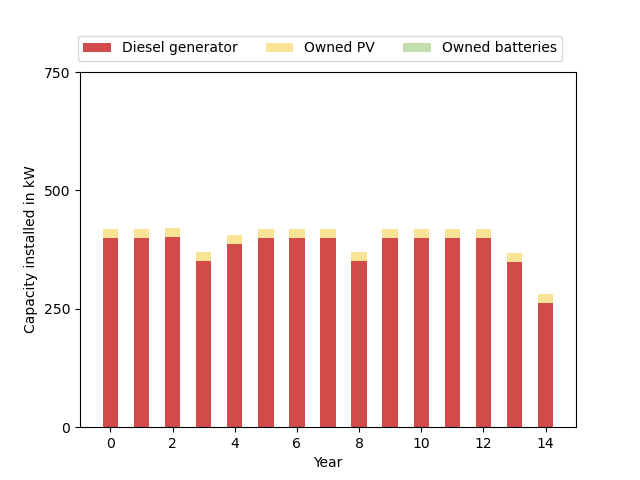 Diesel generator Owned PV Owned batteries
750
500
250
0
Capacity installed in kW
0 2 4 6 8 10 12 14
Year